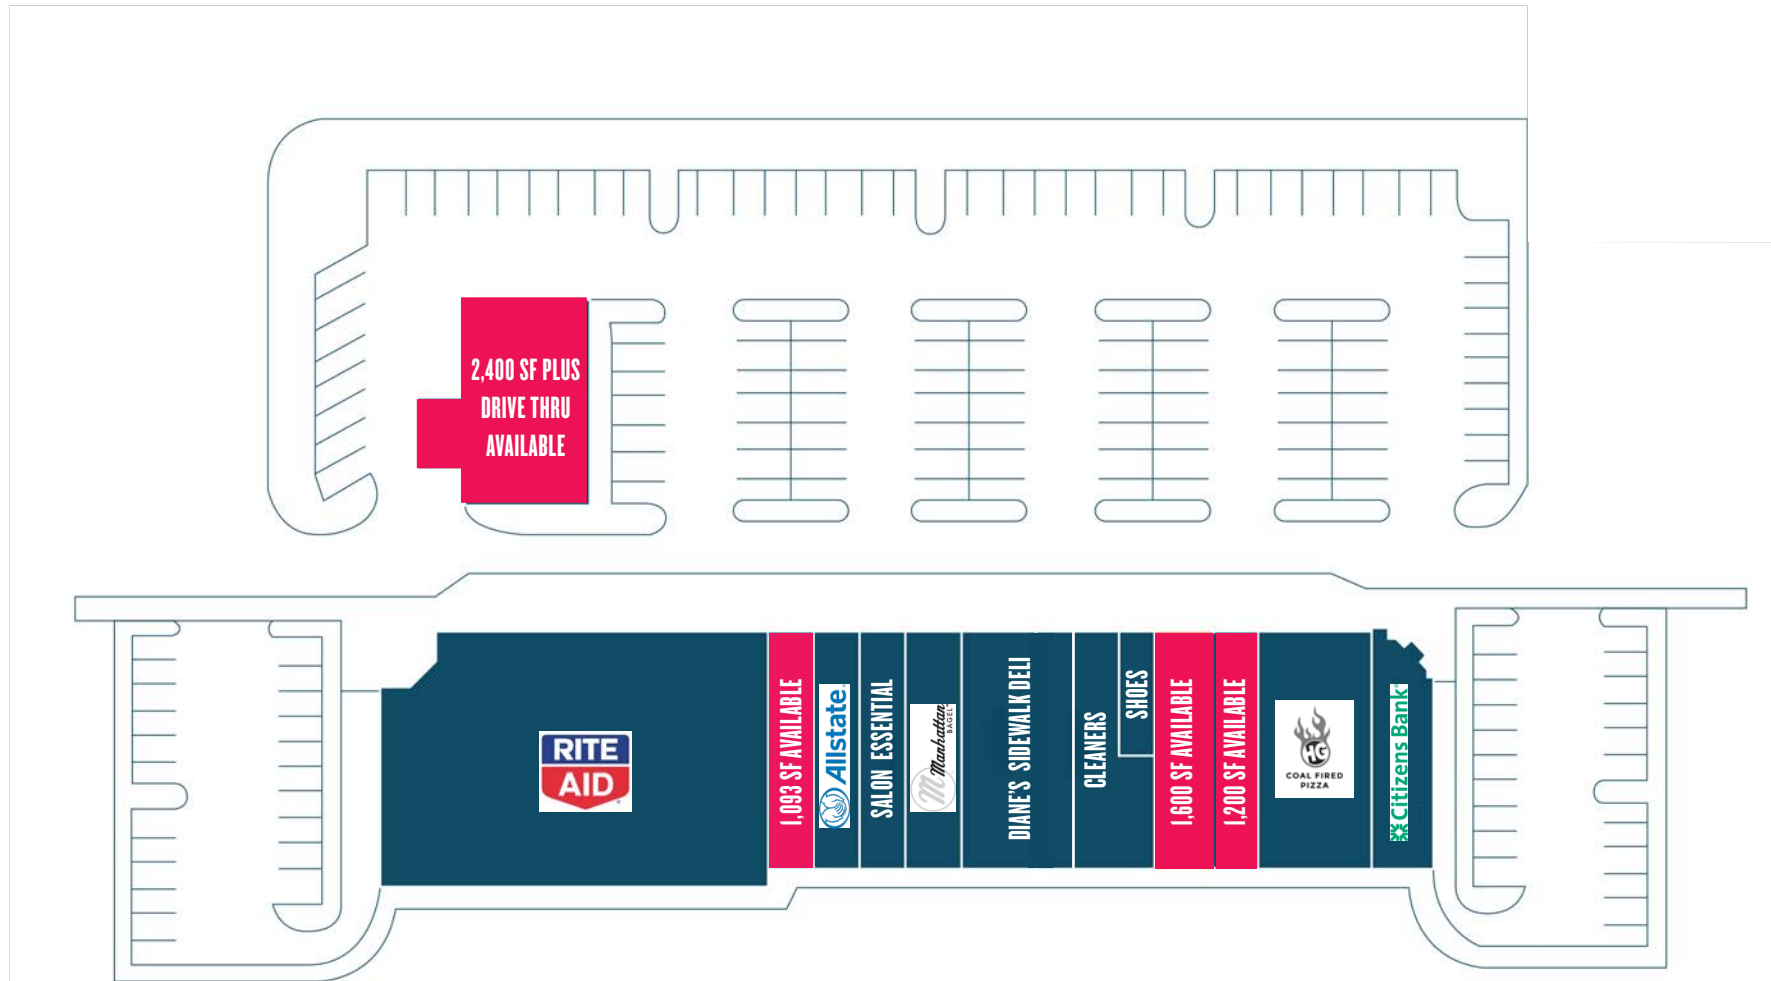 2,400 SF PLUS
DRIVE THRU
AVAILABLE
RITE
AID
1,093 SF AVAILABLE
Allstate
SALON ESSENTIAL
M Manhattan
BAGEL
DIANE'S SIDEWALK DELI
CLEANERS
SHOES
1,600 SF AVAILABLE
1,200 SF AVAILABLE
HG
COAL FIRED
PIZZA
Citizens Bank